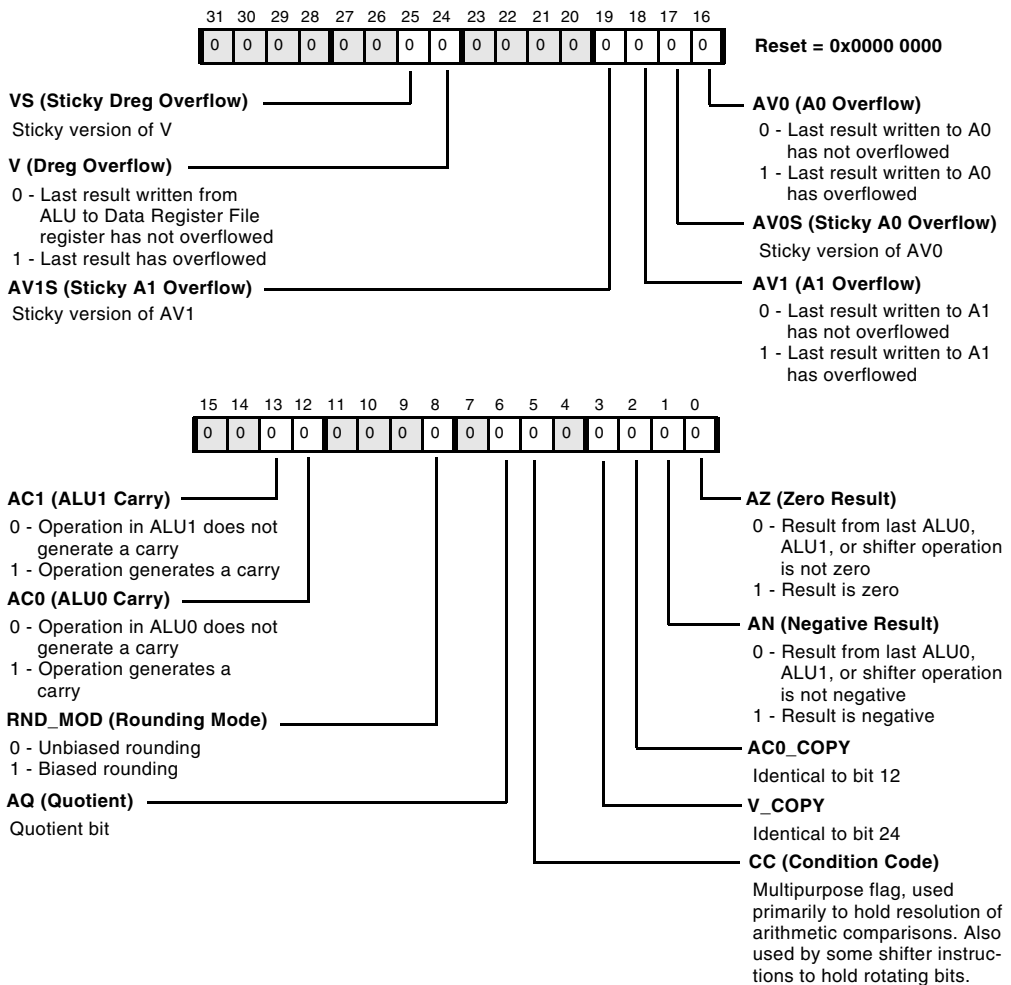 31 30 29 28 27 26 25 24 23 22 21 20 19 18 17 16
0 0 0 0 0 0 0 0 0 0 0 0 0 0 0 0
Reset = 0x0000 0000
VS (Sticky Dreg Overflow)
Sticky version of V
V (Dreg Overflow)
0 - Last result written from
ALU to Data Register File
register has not overflowed
1 - Last result has overflowed
AV1S (Sticky A1 Overflow)
Sticky version of AV1
AV0 (A0 Overflow)
0 - Last result written to A0
has not overflowed
1 - Last result written to A0
has overflowed
AV0S (Sticky A0 Overflow)
Sticky version of AV0
AV1 (A1 Overflow)
0 - Last result written to A1
has not overflowed
1 - Last result written to A1
has overflowed
15 14 13 12 11 10 9 8 7 6 5 4 3 2 1 0
0 0 0 0 0 0 0 0 0 0 0 0 0 0 0 0
AC1 (ALU1 Carry)
0 - Operation in ALU1 does not
generate a carry
1 - Operation generates a carry
AC0 (ALU0 Carry)
0 - Operation in ALU0 does not
generate a carry
1 - Operation generates a
carry
RND_MOD (Rounding Mode)
0 - Unbiased rounding
1 - Biased rounding
AQ (Quotient)
Quotient bit
AZ (Zero Result)
0 - Result from last ALU0,
ALU1, or shifter operation
is not zero
1 - Result is zero
AN (Negative Result)
0 - Result from last ALU0,
ALU1, or shifter operation
is not negative
1 - Result is negative
AC0_COPY
Identical to bit 12
V_COPY
Identical to bit 24
CC (Condition Code)
Multipurpose flag, used
primarily to hold resolution of
arithmetic comparisons. Also
used by some shifter instruc-
tions to hold rotating bits.